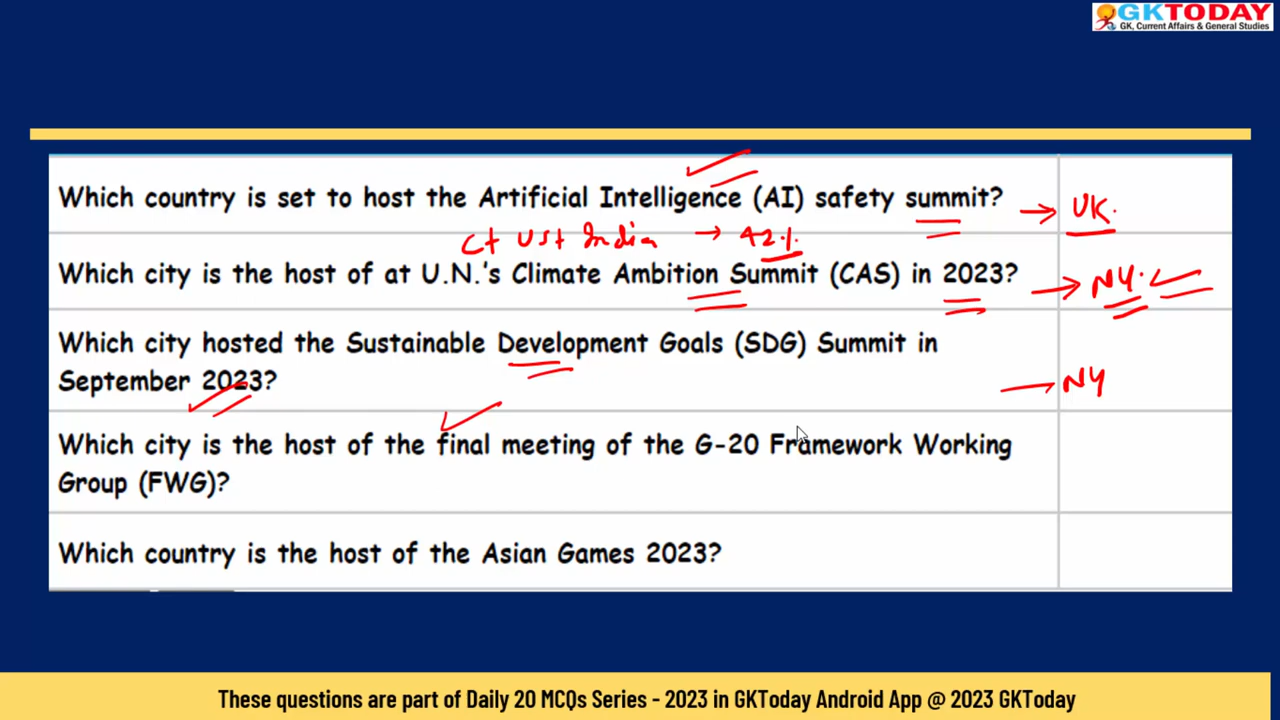 GKTODAY
GK, Current Affairs & General Studies
Which country is set to host the Artificial Intelligence (AI) safety summit?
→ UK.
C+ US+ India → 42%
Which city is the host of at U.N.'s Climate Ambition Summit (CAS) in 2023?
→ NY.
Which city hosted the Sustainable Development Goals (SDG) Summit in
September 2023?
→ NY
Which city is the host of the final meeting of the G-20 Framework Working
Group (FWG)?
Which country is the host of the Asian Games 2023?
These questions are part of Daily 20 MCQs Series - 2023 in GKToday Android App @ 2023 GKToday